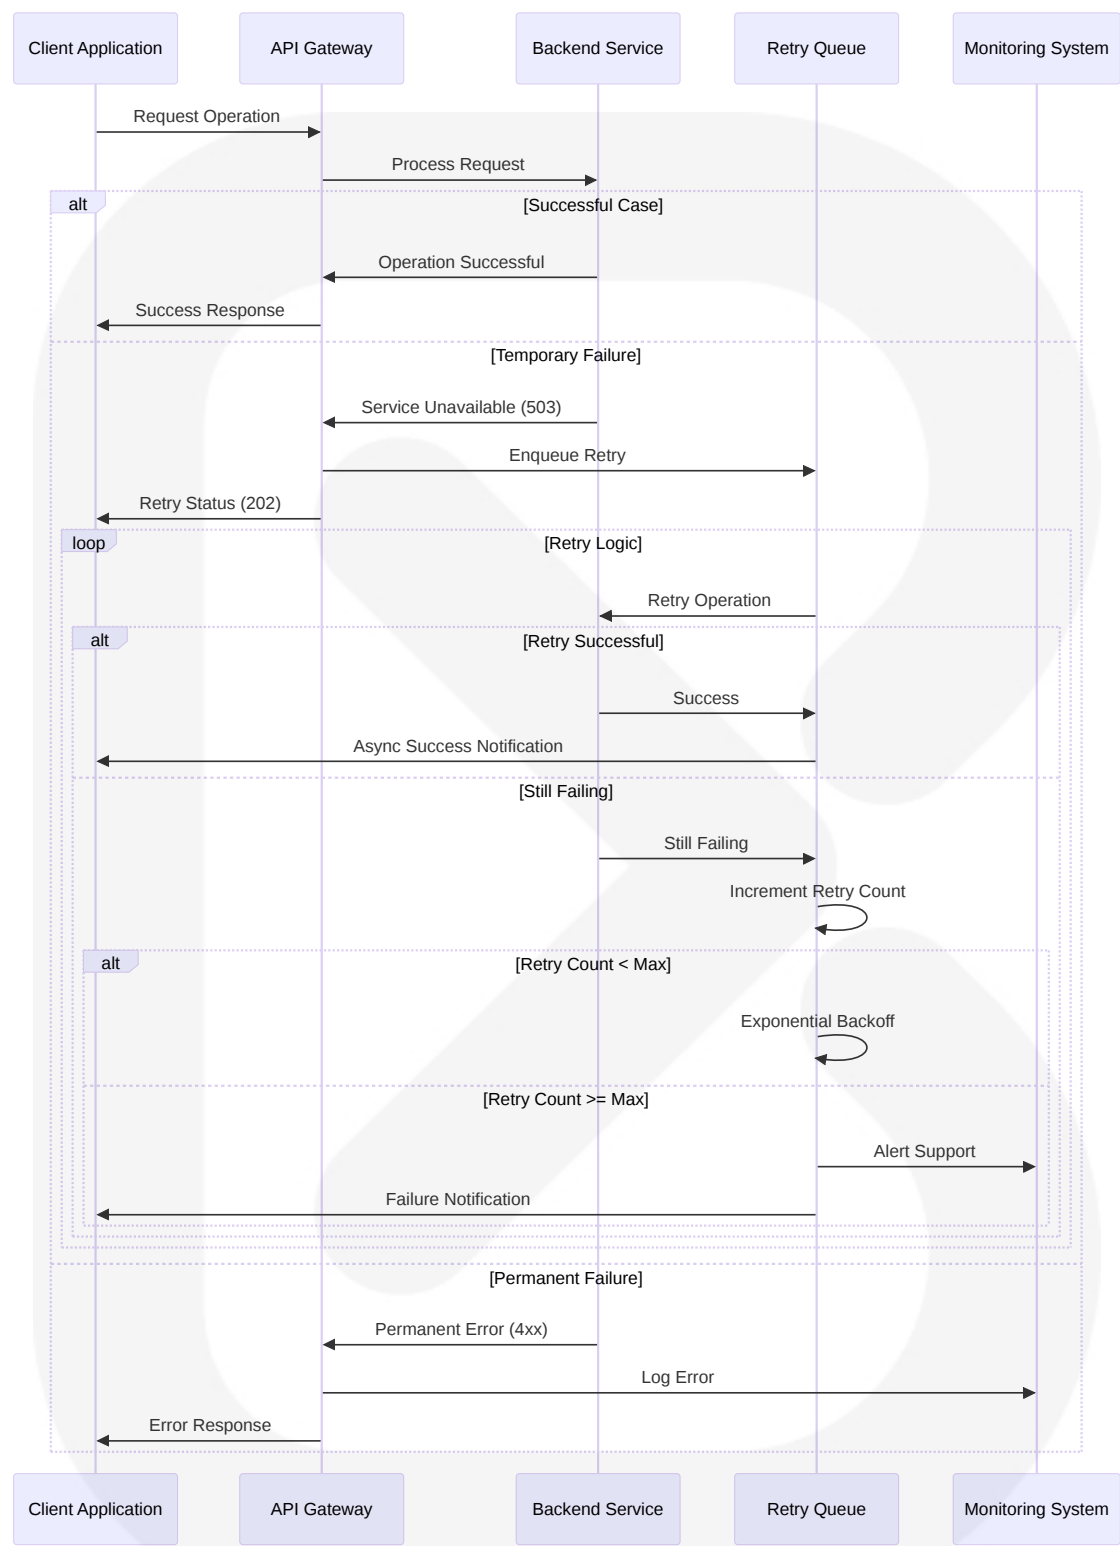 Client Application
API Gateway
Backend Service
Retry Queue
Monitoring System
Request Operation
Process Request
alt
[Successful Case]
Operation Successful
Success Response
[Temporary Failure]
Service Unavailable (503)
Enqueue Retry
Retry Status (202)
loop
[Retry Logic]
Retry Operation
alt
[Retry Successful]
Success
Async Success Notification
[Still Failing]
Still Failing
Increment Retry Count
alt
[Retry Count < Max]
Exponential Backoff
[Retry Count >= Max]
Alert Support
Failure Notification
[Permanent Failure]
Permanent Error (4xx)
Log Error
Error Response
Client Application
API Gateway
Backend Service
Retry Queue
Monitoring System